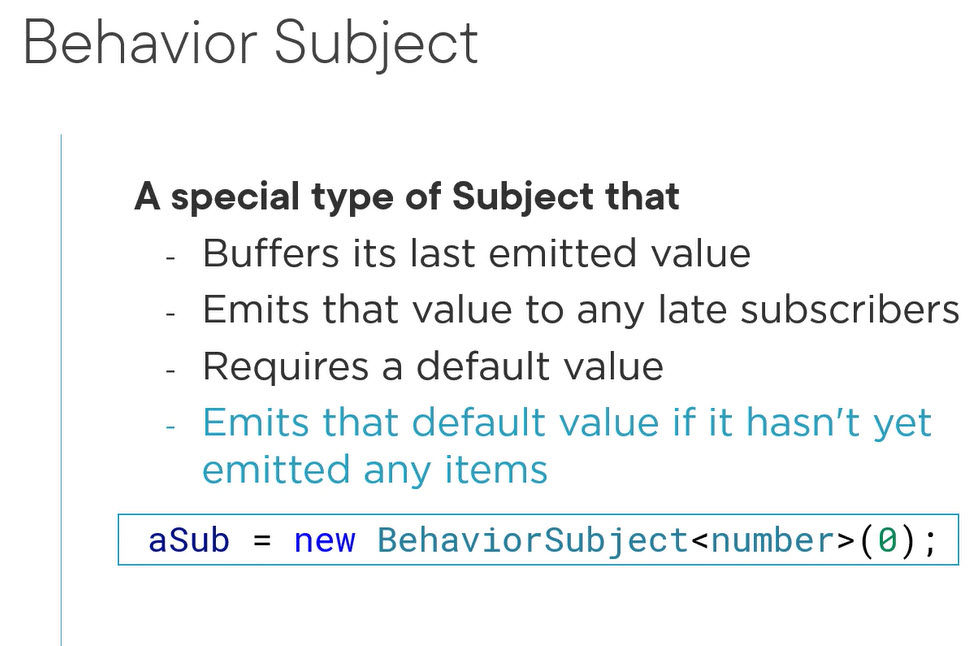 Behavior Subject
A special type of Subject that
- Buffers its last emitted value
- Emits that value to any late subscribers
- Requires a default value
- Emits that default value if it hasn't yet
emitted any items
aSub = new BehaviorSubject<number>(0);